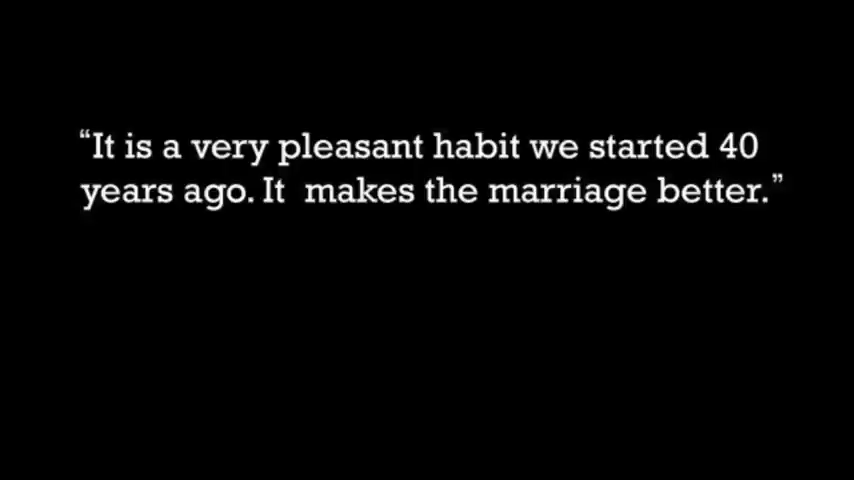 “It is a very pleasant habit we started 40
years ago. It  makes the marriage better.”